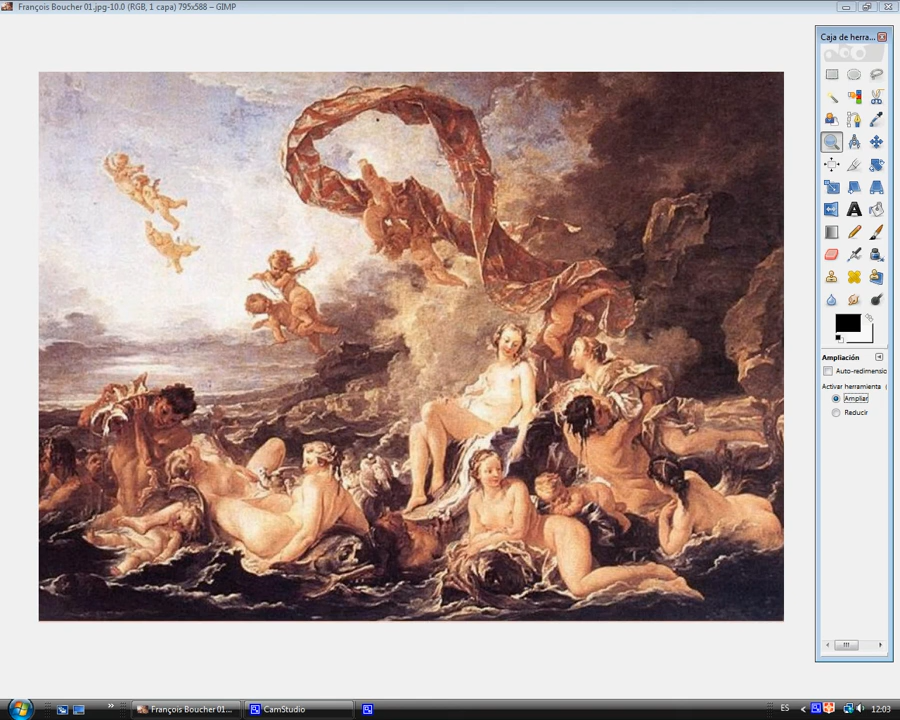 François Boucher 01.jpg-10.0 (RGB, 1 capa) 795x588 – GIMP
Caja de herra...
Ampliación
Auto-redimensio
Activar herramienta (
Ampliar
Reducir
François Boucher 01...
CamStudio
ES
12:03